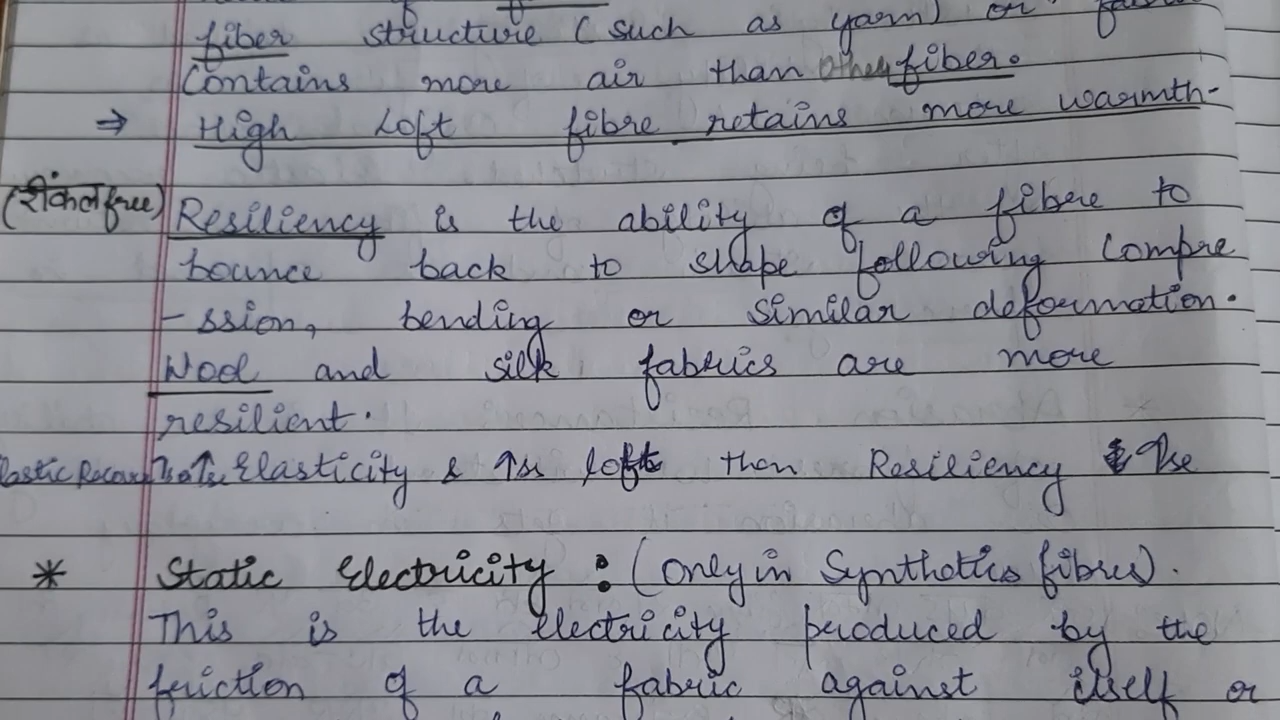 fiber structure (such as yarn) or
Contains more air than other fiber.
⇒ High Loft fibre retains more warmth.
(रींकलfree) Resiliency is the ability of a fibre to
bounce back to shape following Compre
-ssion, bending or similar deformation.
Wool and silk fabrics are more
resilient.
Elasticity & ↑se loft then Resiliency ↑se
* Static Electricity : (Only in Synthetics fibres).
This is the electricity produced by the
friction of a fabric against itself or